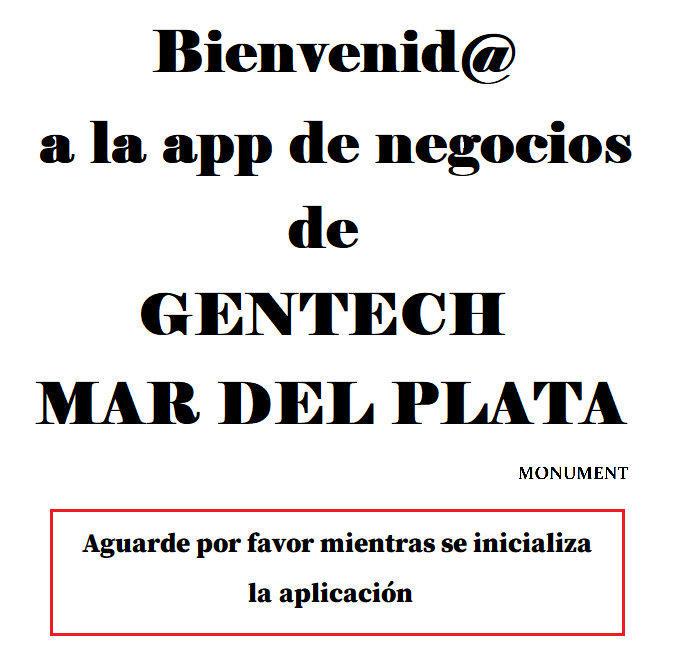 Bienvenid@
a la app de negocios
de
GENTECH
MAR DEL PLATA
MONUMENT
Aguarde por favor mientras se inicializa
la aplicación